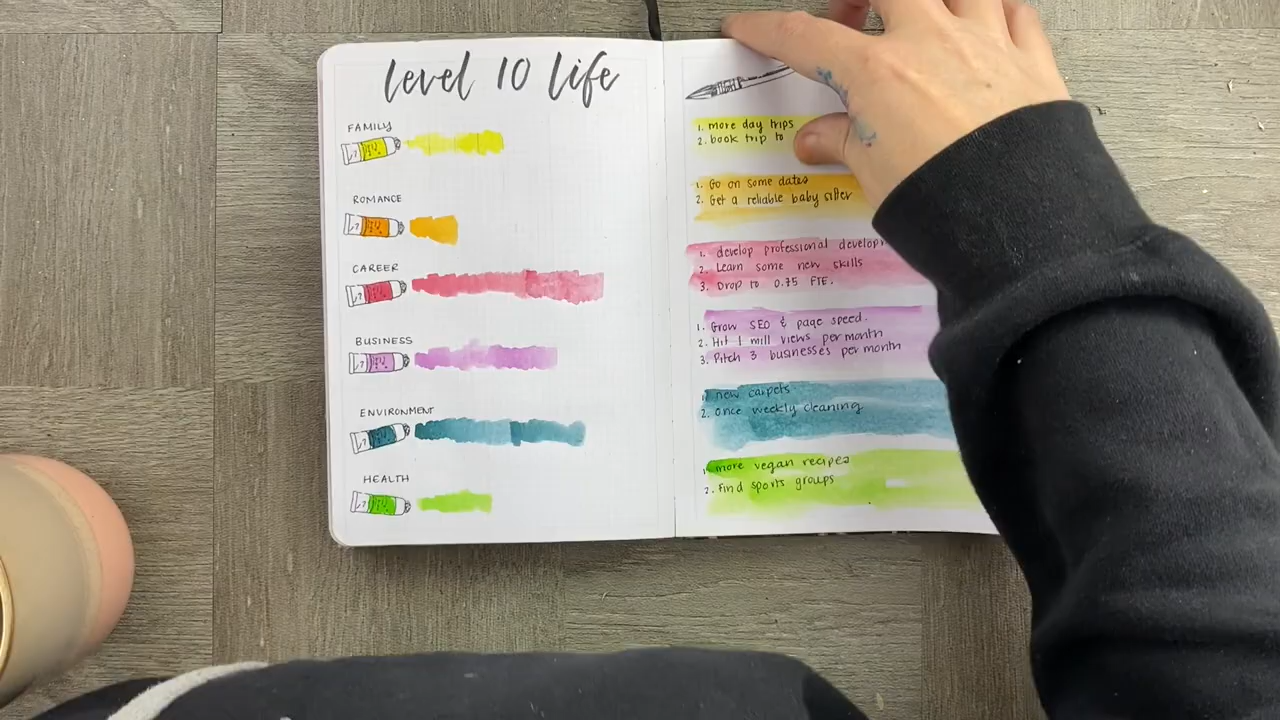 level 10 life
FAMILY
ROMANCE
CAREER
BUSINESS
ENVIRONMENT
HEALTH
1. more day trips
2. book trip to
1. Go on some dates
2. Get a reliable baby sitter
1. develop professional develop
2. Learn some new skills
3. Drop to 0.75 FTE.
1. Grow SEO & page speed.
2. Hit 1 mill views per month
3. Pitch 3 businesses per month
1. new carpets
2. once weekly cleaning
1. more vegan recipes
2. Find sports groups